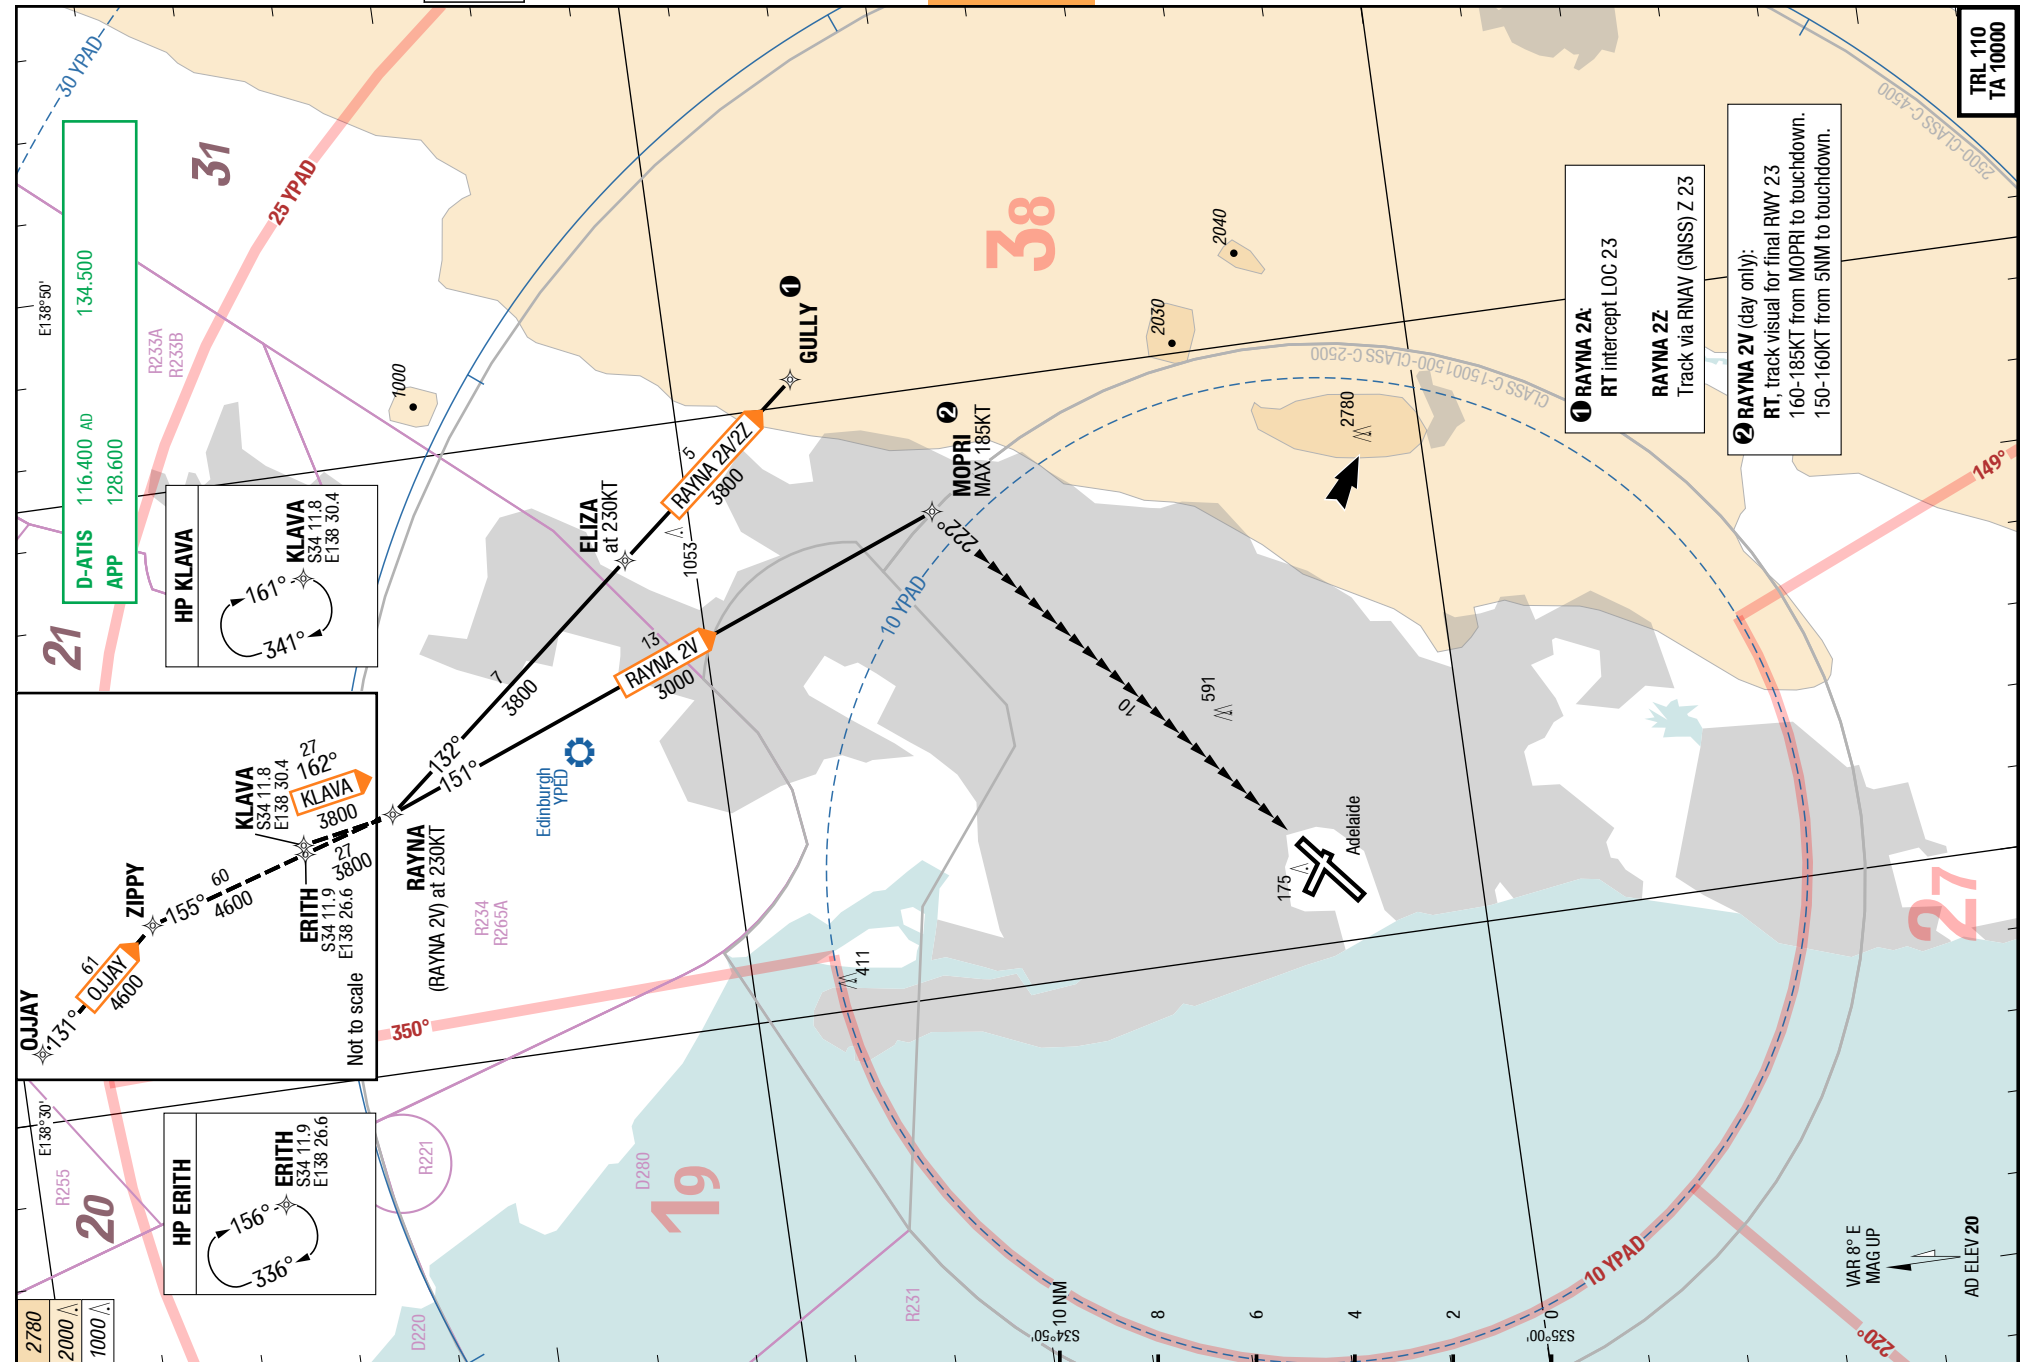 30 YPAD
D-ATIS 116.400 AD 134.500
APP 128.600
31
21
25 YPAD
E138°50'
R233A
R233B
1000
38
2040
2030
TRL 110
TA 10000
2500-CLASS C-4500
HP KLAVA
161°
341°
KLAVA
S34 11.8
E138 30.4
OJJAY
131°
61
OJJAY
4600
ZIPPY
155°
60
4600
KLAVA
S34 11.8
E138 30.4
27
162°
KLAVA
3800
ERITH
S34 11.9
E138 26.6
27
3800
Not to scale
RAYNA
(RAYNA 2V) at 230KT
132°
151°
7
3800
ELIZA
at 230KT
5
RAYNA 2A/2Z
3800
GULLY 1
13
RAYNA 2V
3000
1053
MOPRI 2
MAX 185KT
222°
10
Edinburgh
YPED
10 YPAD
CLASS C-1500
1500-CLASS C-2500
2780
591
175
Adelaide
411
1 RAYNA 2A:
RT intercept LOC 23
RAYNA 2Z:
Track via RNAV (GNSS) Z 23
2 RAYNA 2V (day only):
RT, track visual for final RWY 23
160-185KT from MOPRI to touchdown.
150-160KT from 5NM to touchdown.
149°
27
R234
R265A
350°
E138°30'
R255
20
HP ERITH
156°
336°
ERITH
S34 11.9
E138 26.6
R221
D280
19
D220
R231
2780
2000
1000
S34°50'
10 NM
8
6
4
2
0
S35°00'
10 YPAD
220°
VAR 8° E
MAG UP
AD ELEV 20